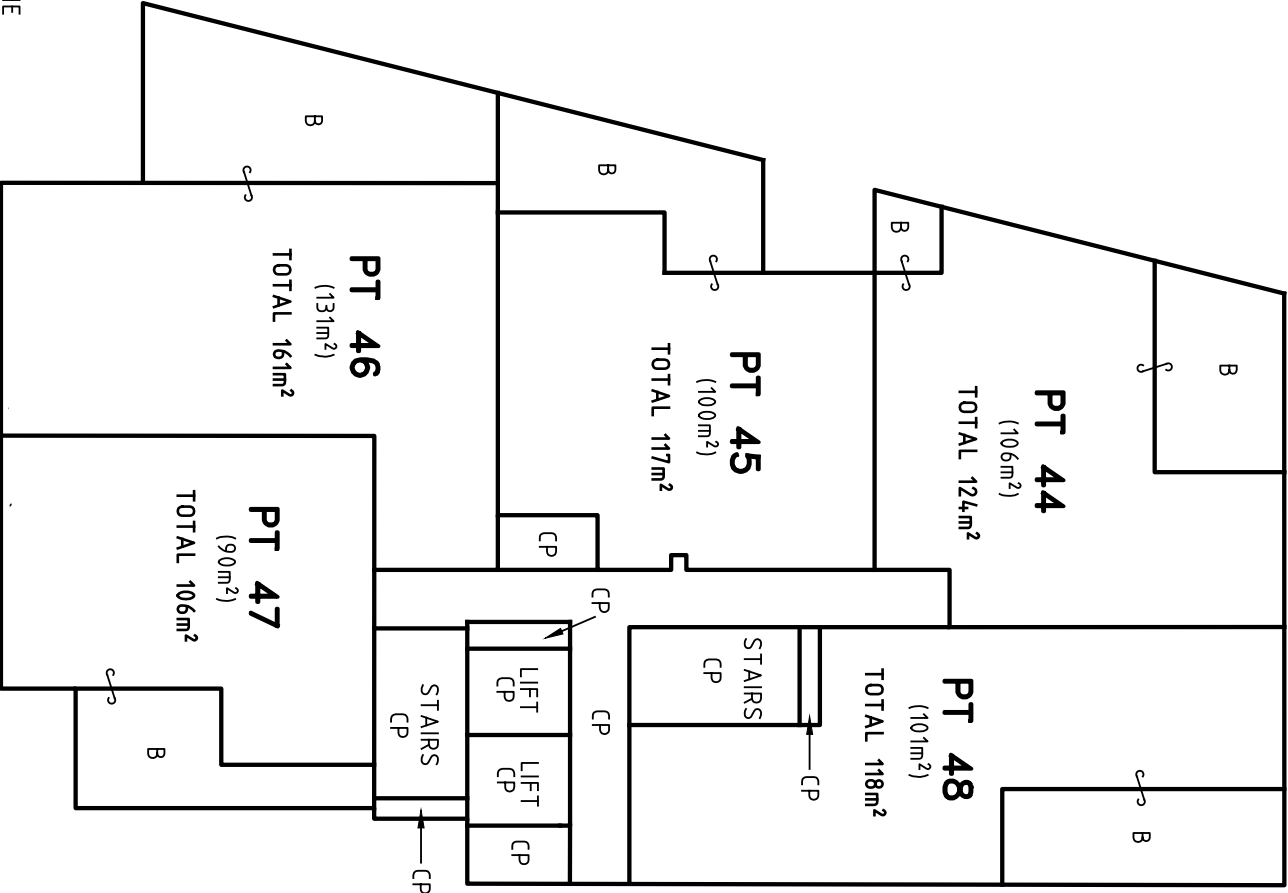 E
B
B
B
B
PT 46
(131m²)
TOTAL 161m²
PT 45
(100m²)
TOTAL 117m²
PT 44
(106m²)
TOTAL 124m²
PT 47
(90m²)
TOTAL 106m²
CP
CP
STAIRS
CP
LIFT
CP
LIFT
CP
CP
CP
CP
STAIRS
CP
CP
PT 48
(101m²)
TOTAL 118m²
B
B